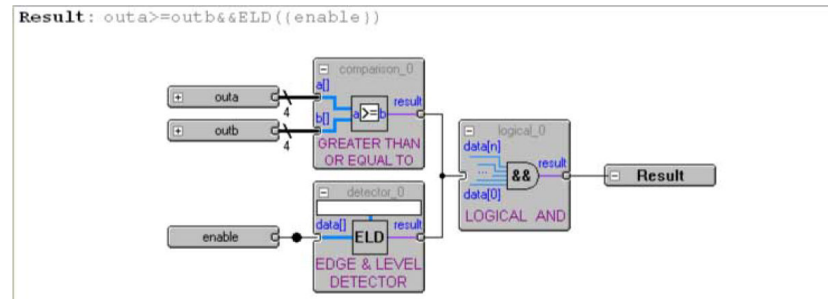 Result: outa>=outb&&ELD((enable))
comparison_0
a[]
outa
4
result
b[]
a>=b
outb
4
GREATER THAN
OR EQUAL TO
logical_0
data[n]
...
&&
result
Result
data[0]
LOGICAL AND
detector_0
data[]
result
enable
ELD
EDGE & LEVEL
DETECTOR